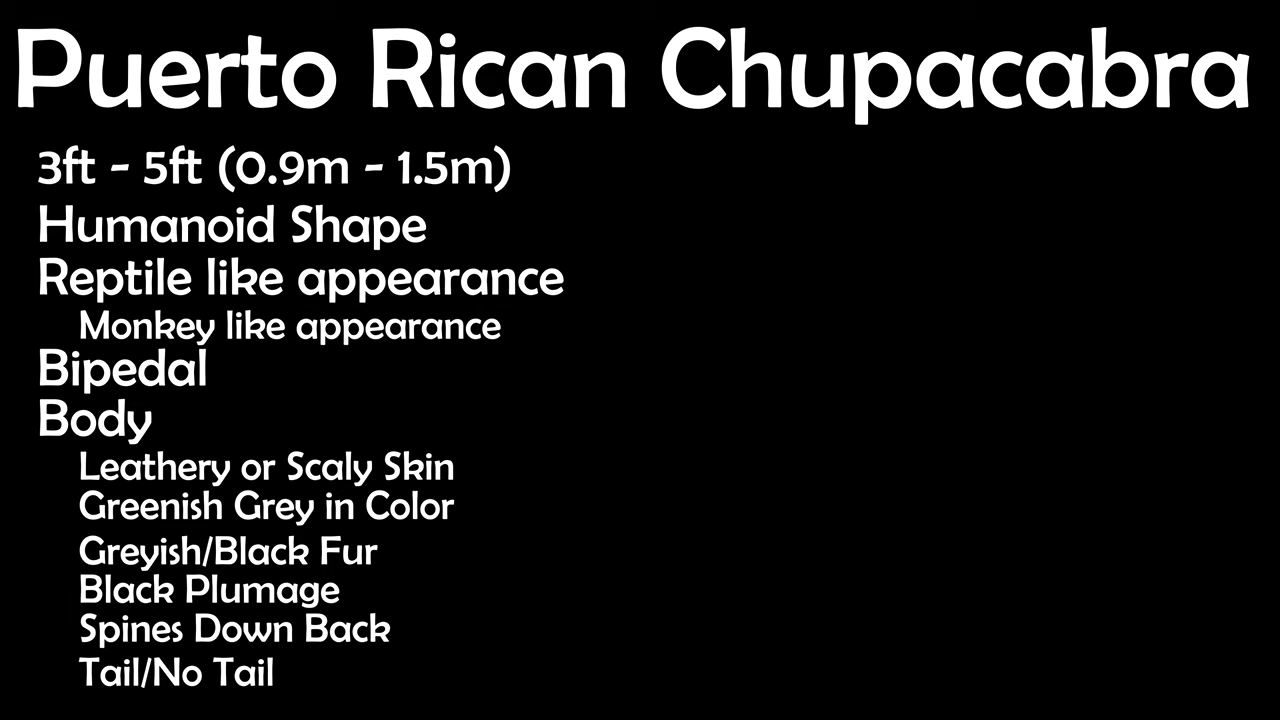 Puerto Rican Chupacabra
3ft - 5ft (0.9m - 1.5m)
Humanoid Shape
Reptile like appearance
Monkey like appearance
Bipedal
Body
Leathery or Scaly Skin
Greenish Grey in Color
Greyish/Black Fur
Black Plumage
Spines Down Back
Tail/No Tail